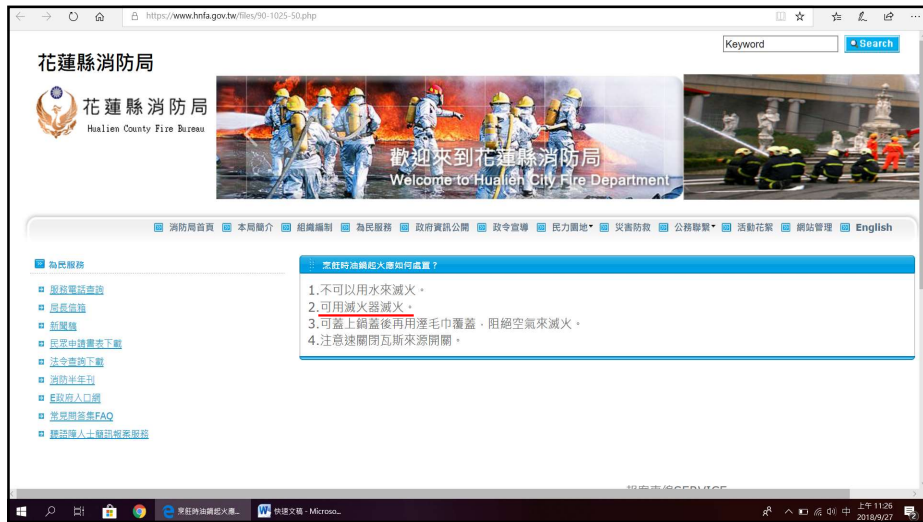 https://www.hnfa.gov.tw/files/90-1025-50.php
Keyword
Search
花蓮縣消防局
花蓮縣消防局
Hualien County Fire Bureau
歡迎來到花蓮縣消防局
Welcome to Hualien City Fire Department
消防局首頁 本局簡介 組織編制 為民服務 政府資訊公開 政令宣導 民力園地 災害防救 公務聯繫 活動花絮 網站管理 English
為民服務
服務電話查詢
局長信箱
新聞稿
民眾申請書表下載
法令查詢下載
消防半年刊
E政府入口網
常見問答集FAQ
聽語障人士簡訊報案服務
烹飪時油鍋起火應如何處置？
1.不可以用水來滅火。
2.可用滅火器滅火。
3.可蓋上鍋蓋後再用溼毛巾覆蓋，阻絕空氣來滅火。
4.注意速關閉瓦斯來源開關。
烹飪時油鍋起火應...
快速文稿 - Microso...
中
上午 11:26
2018/9/27
2